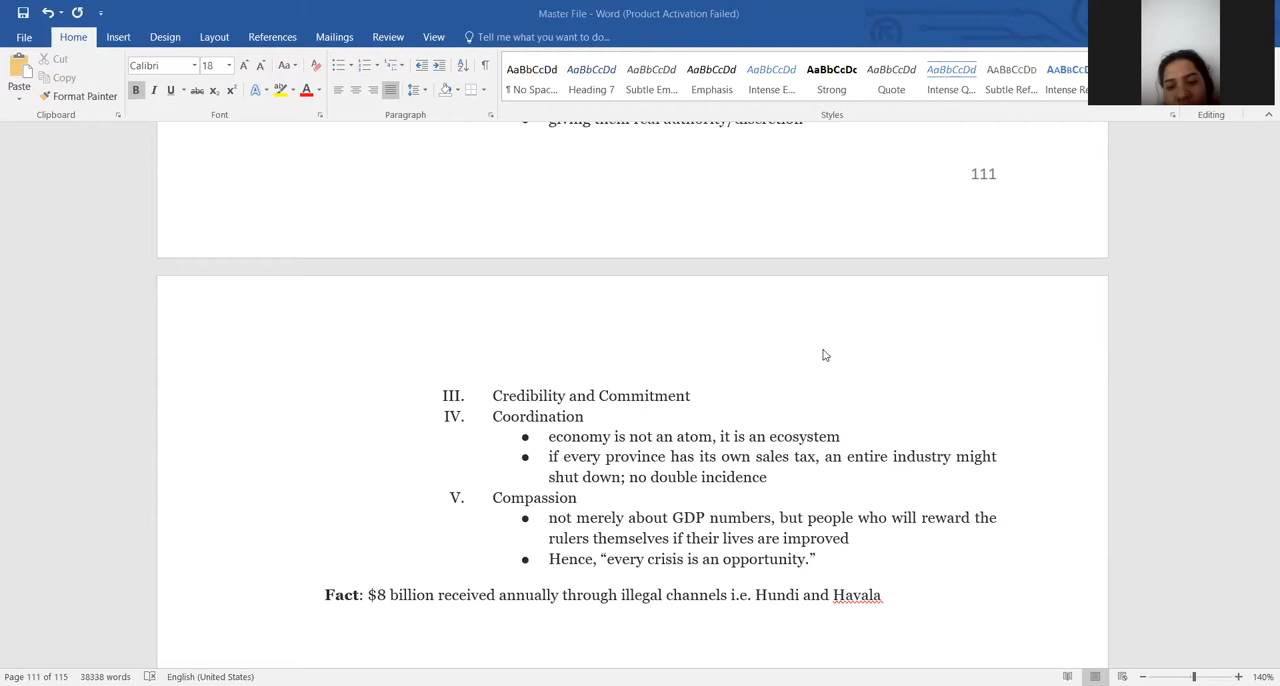 Master File - Word (Product Activation Failed)
File Home Insert Design Layout References Mailings Review View Tell me what you want to do...
Paste Cut Copy Format Painter
Calibri 18
AaBbCcDd ¶ No Spac... AaBbCcDd Heading 7 AaBbCcDd Subtle Em... AaBbCcDd Emphasis AaBbCcDd Intense E... AaBbCcDc Strong AaBbCcDd Quote AaBbCcDd Intense Q... AaBbCcDd Subtle Ref... AaBbCcD Intense Re
Clipboard Font Paragraph Styles Editing
giving them real authority/discretion
111
III. Credibility and Commitment
IV. Coordination
● economy is not an atom, it is an ecosystem
● if every province has its own sales tax, an entire industry might
shut down; no double incidence
V. Compassion
● not merely about GDP numbers, but people who will reward the
rulers themselves if their lives are improved
● Hence, “every crisis is an opportunity.”
Fact: $8 billion received annually through illegal channels i.e. Hundi and Havala
Page 111 of 115 38338 words English (United States) 140%